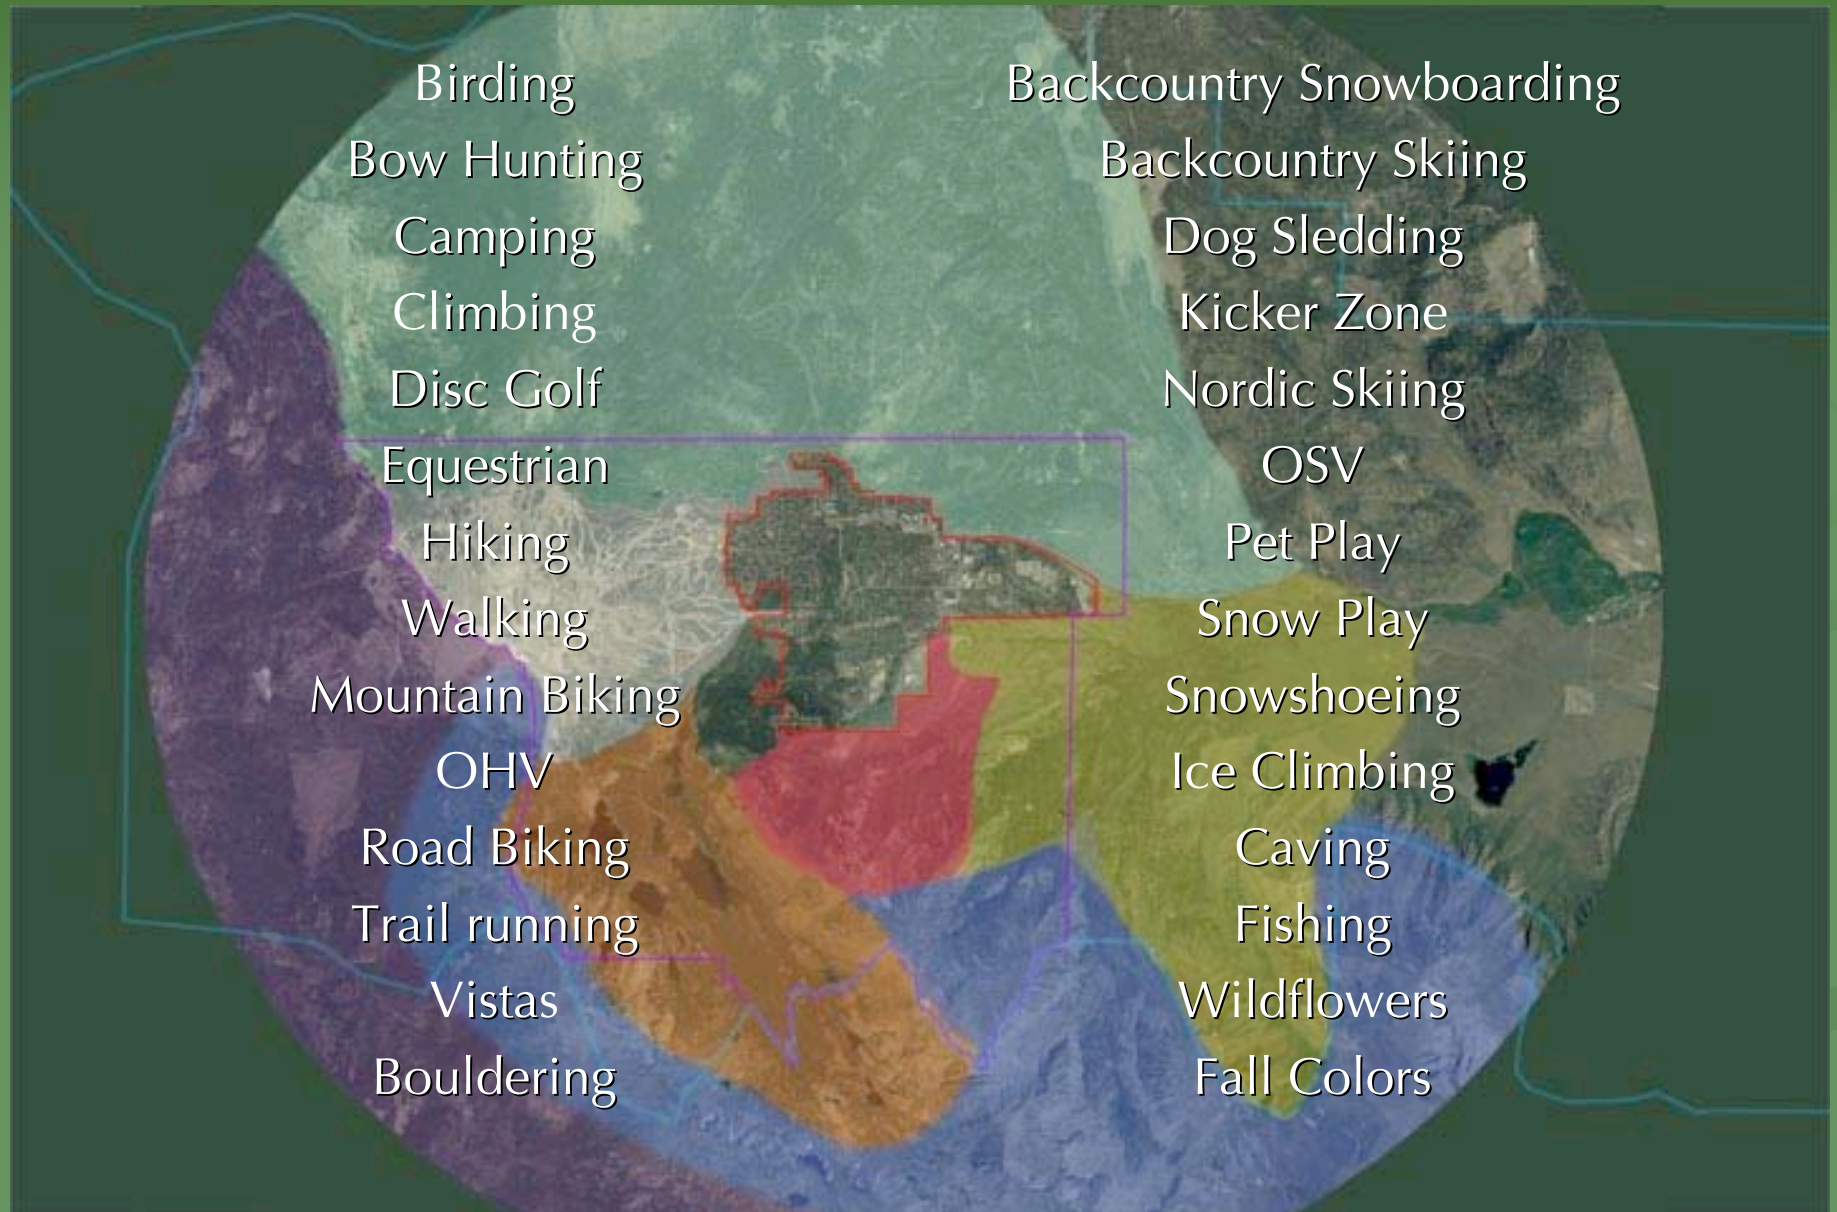 Birding
Bow Hunting
Camping
Climbing
Disc Golf
Equestrian
Hiking
Walking
Mountain Biking
OHV
Road Biking
Trail running
Vistas
Bouldering
Backcountry Snowboarding
Backcountry Skiing
Dog Sledding
Kicker Zone
Nordic Skiing
OSV
Pet Play
Snow Play
Snowshoeing
Ice Climbing
Caving
Fishing
Wildflowers
Fall Colors